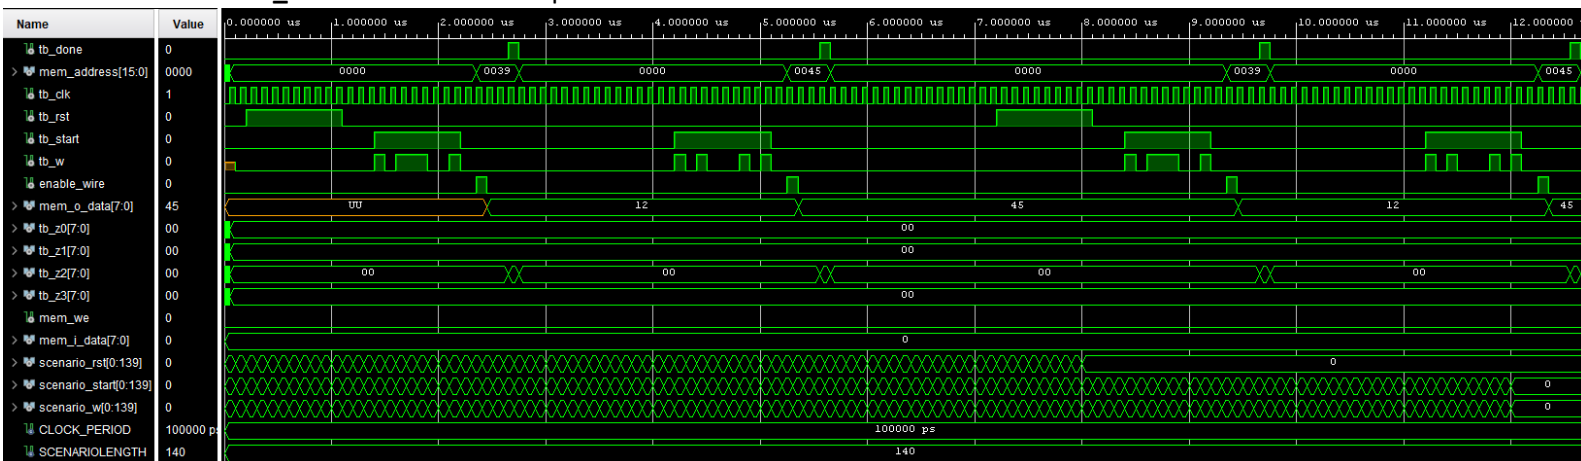 Name Value 0.000000 us 1.000000 us 2.000000 us 3.000000 us 4.000000 us 5.000000 us 6.000000 us 7.000000 us 8.000000 us 9.000000 us 10.000000 us 11.000000 us 12.000000
tb_done 0
mem_address[15:0] 0000 0000 0039 0000 0045 0000 0039 0000 0045
tb_clk 1
tb_rst 0
tb_start 0
tb_w 0
enable_wire 0
mem_o_data[7:0] 45 UU 12 45 12 45
tb_z0[7:0] 00 00
tb_z1[7:0] 00 00
tb_z2[7:0] 00 00 00 00 00
tb_z3[7:0] 00 00
mem_we 0
mem_i_data[7:0] 0 0
scenario_rst[0:139] 0 0
scenario_start[0:139] 0 0
scenario_w[0:139] 0 0
CLOCK_PERIOD 100000 p 100000 ps
SCENARIOLENGTH 140 140